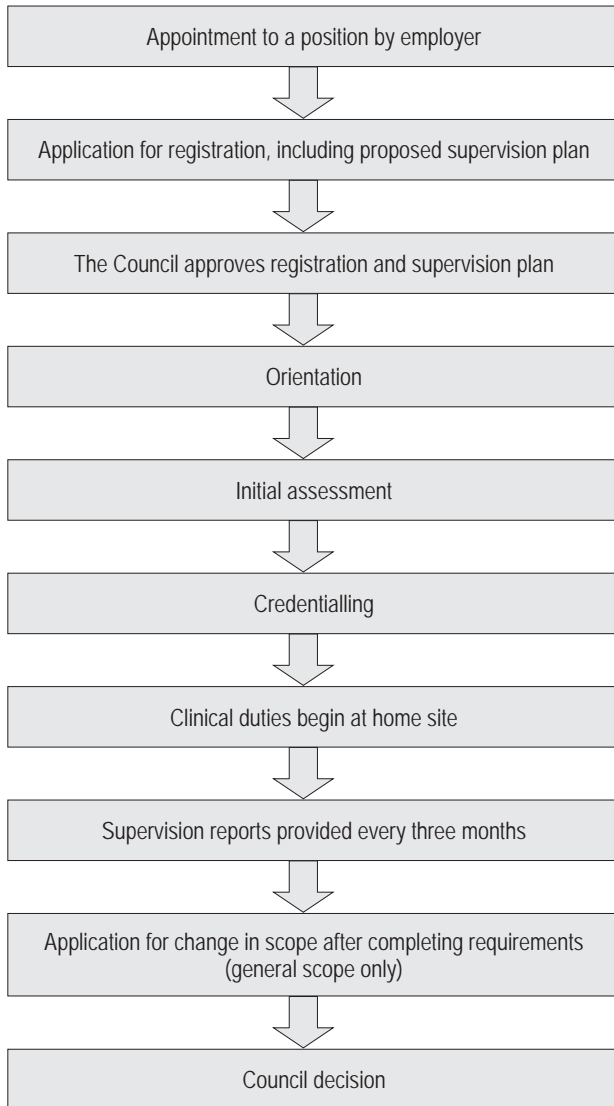 Appointment to a position by employer
Application for registration, including proposed supervision plan
The Council approves registration and supervision plan
Orientation
Initial assessment
Credentialling
Clinical duties begin at home site
Supervision reports provided every three months
Application for change in scope after completing requirements
(general scope only)
Council decision